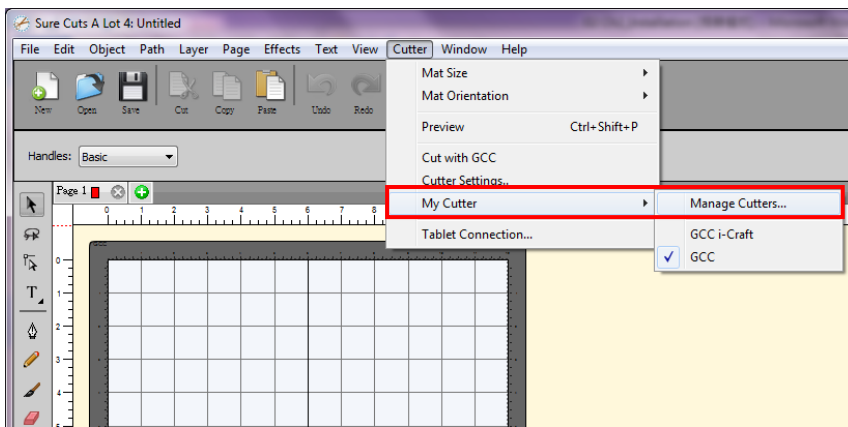 Sure Cuts A Lot 4: Untitled
File Edit Object Path Layer Page Effects Text View Cutter Window Help
New Open Save Cut Copy Paste Undo Redo
Mat Size
Mat Orientation
Preview Ctrl+Shift+P
Cut with GCC
Cutter Settings..
My Cutter
Tablet Connection...
Manage Cutters...
GCC i-Craft
GCC
Handles: Basic
Page 1
0 1 2 3 4 5 6 7 8
GCC
0
1
2
3
4
5
T